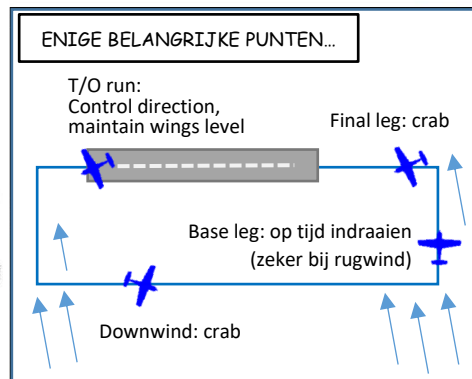 ENIGE BELANGRIJKE PUNTEN...
T/O run:
Control direction,
maintain wings level
Final leg: crab
Base leg: op tijd indraaien
(zeker bij rugwind)
Downwind: crab